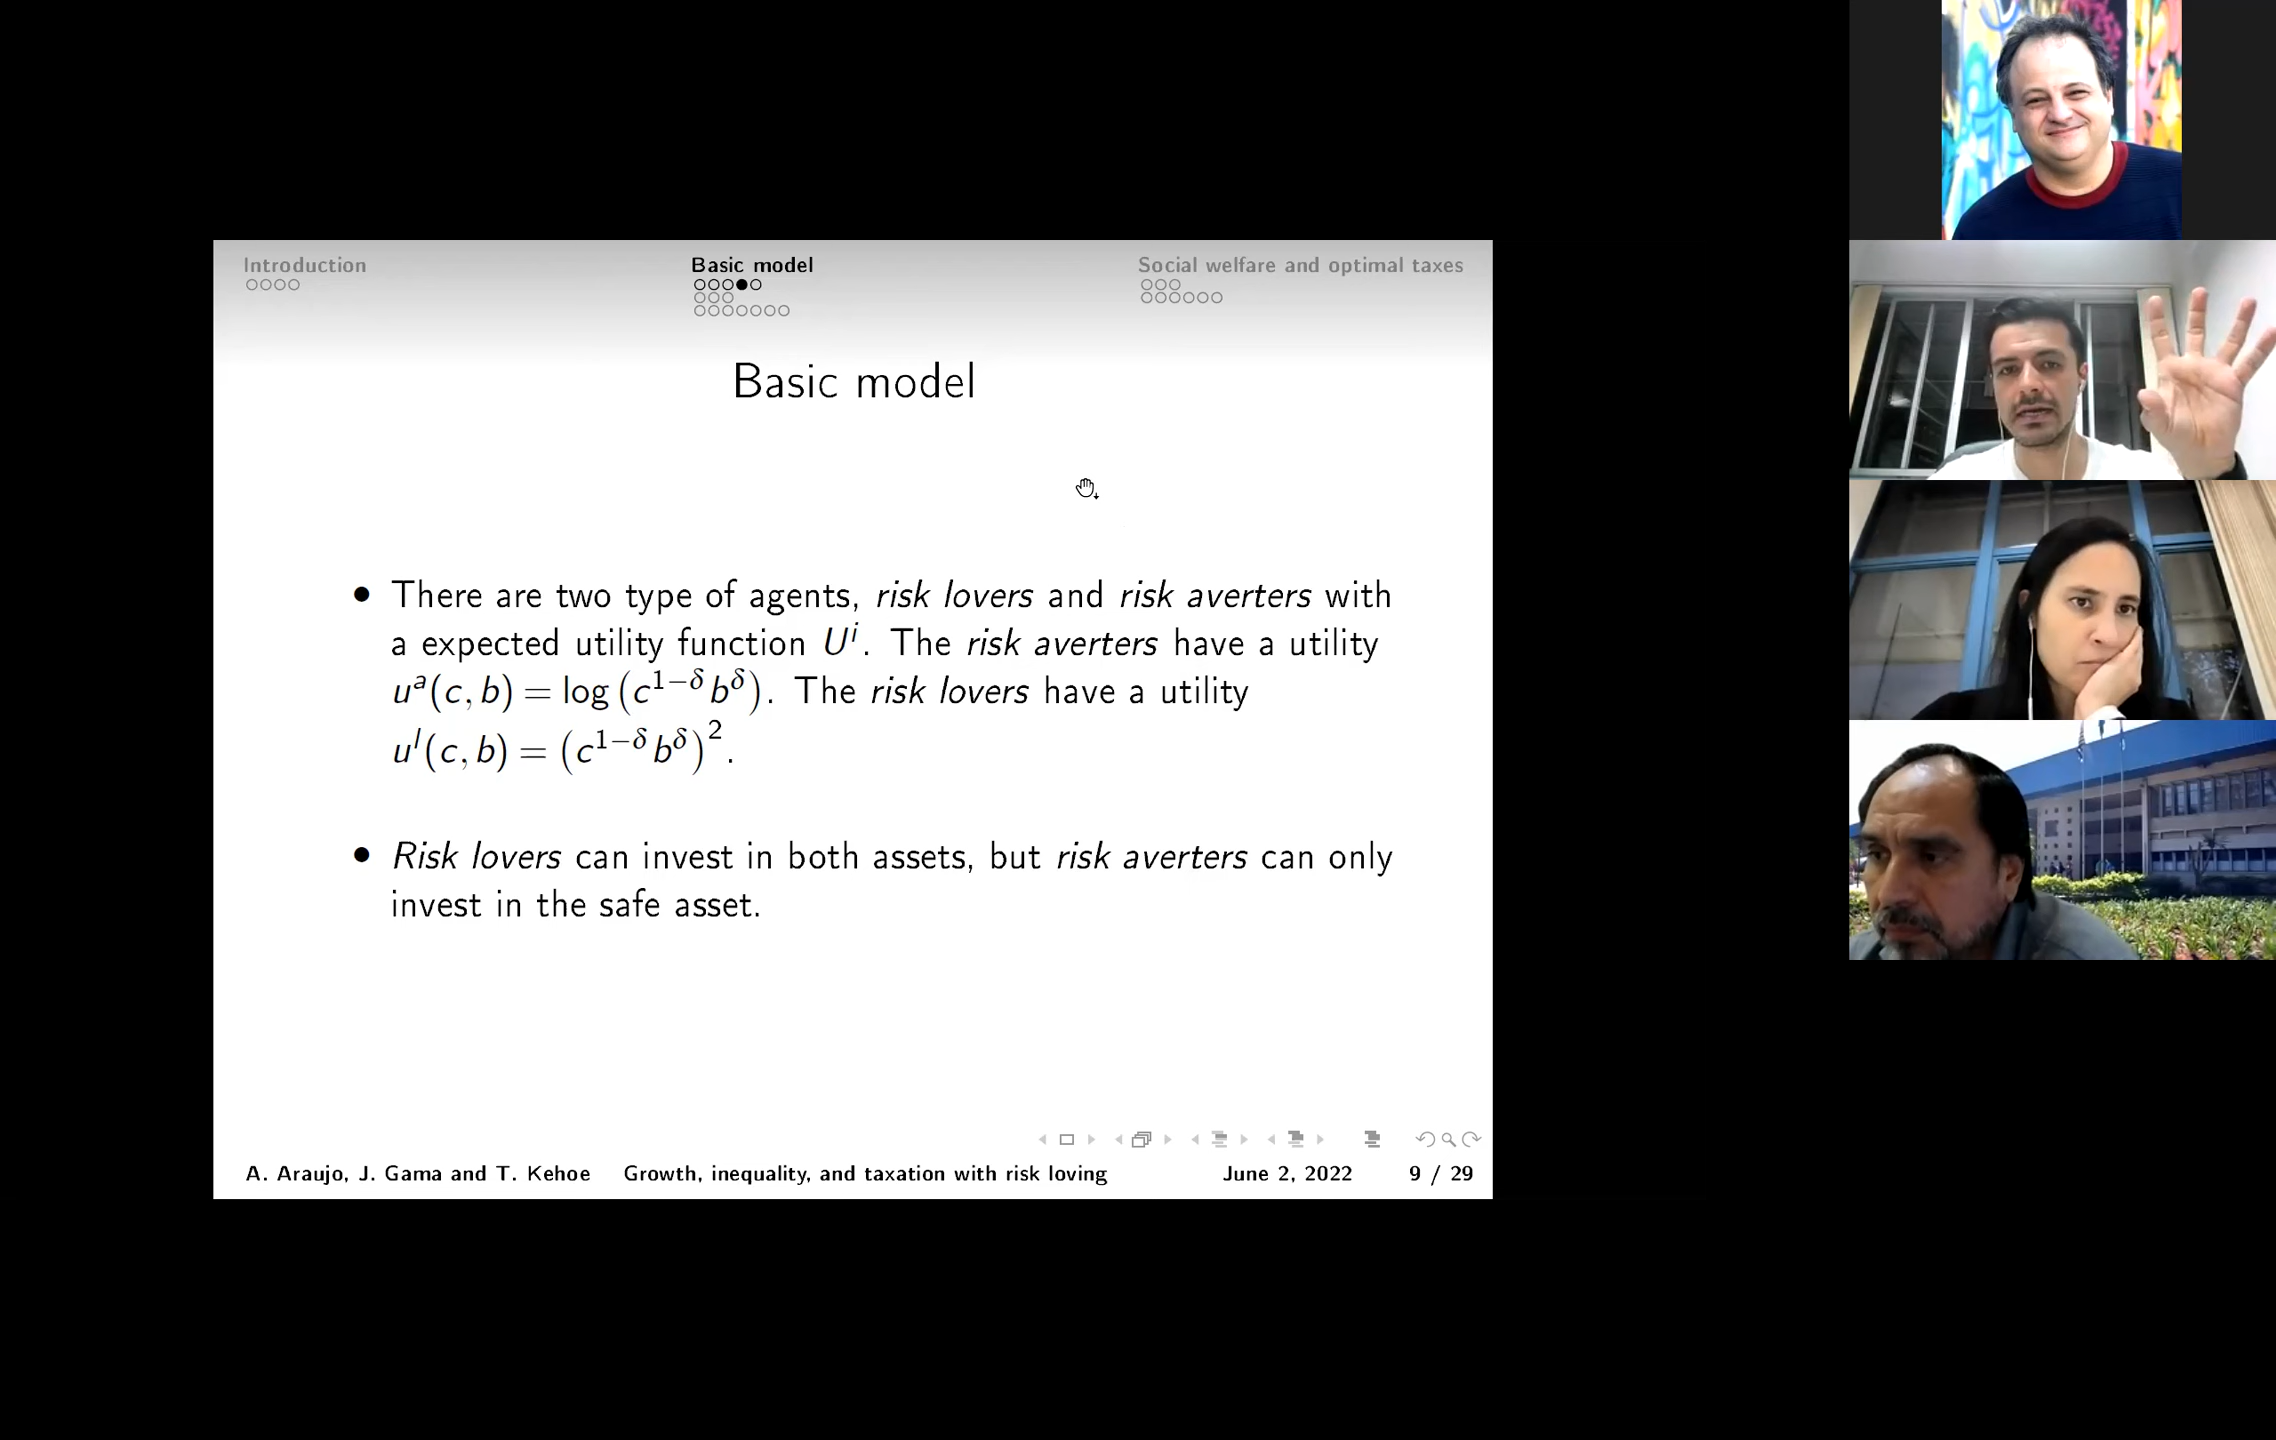 Introduction
Basic model
Social welfare and optimal taxes
Basic model
• There are two type of agents, risk lovers and risk averters with
a expected utility function Uⁱ. The risk averters have a utility
uᵃ(c, b) = log (c^{1−δ} b^δ). The risk lovers have a utility
uˡ(c, b) = (c^{1−δ} b^δ)².
• Risk lovers can invest in both assets, but risk averters can only
invest in the safe asset.
A. Araujo, J. Gama and T. Kehoe Growth, inequality, and taxation with risk loving June 2, 2022 9 / 29